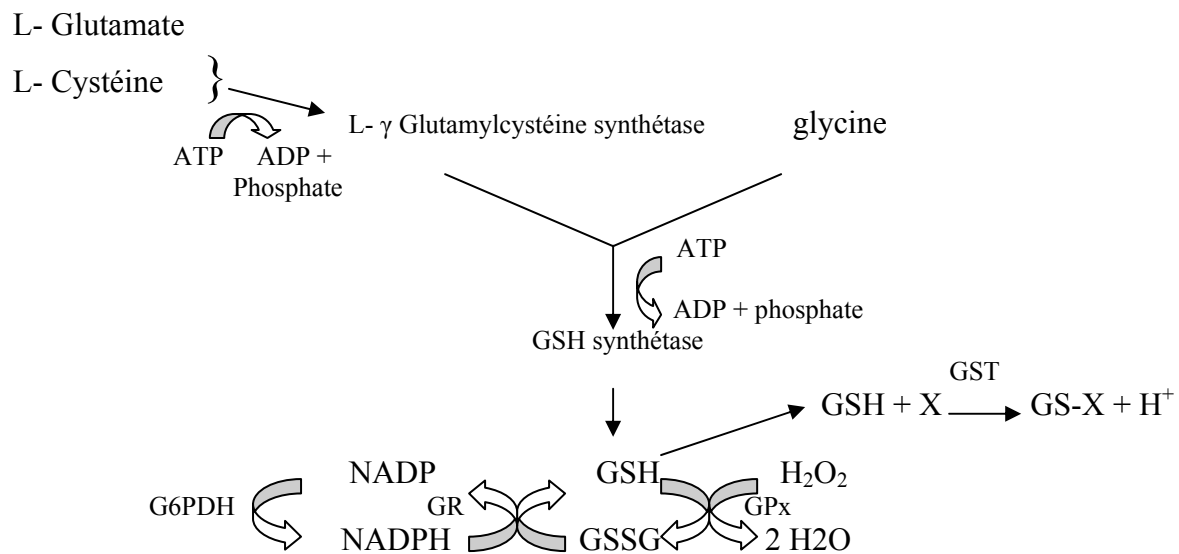 L- Glutamate
L- Cystéine }
L- γ Glutamylcystéine synthétase glycine
ATP ADP +
Phosphate
ATP
ADP + phosphate
GSH synthétase
GST
GSH + X GS-X + H⁺
NADP GSH H₂O₂
G6PDH GR GPx
NADPH GSSG 2 H2O